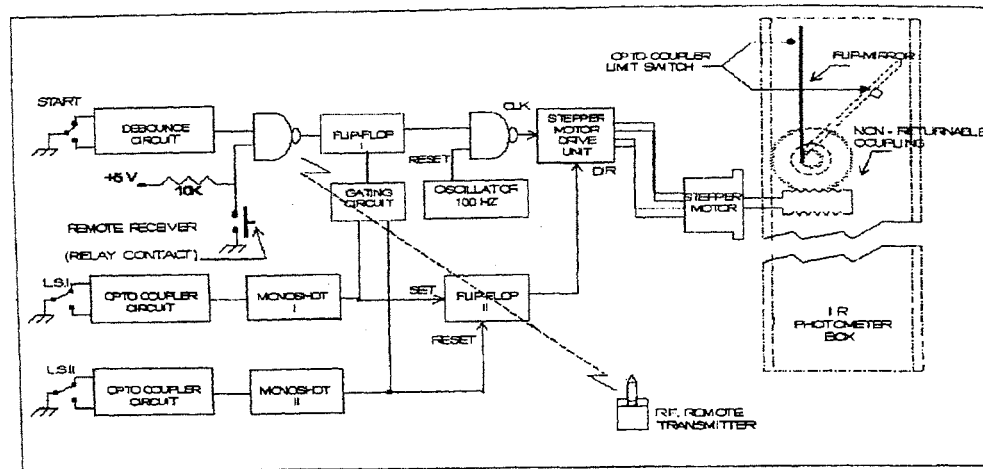 START
DEBOUNCE
CIRCUIT
+5 V
10K
REMOTE RECEIVER
(RELAY CONTACT)
FLIP-FLOP
I
RESET
GATING
CIRCUIT
OSCILLATOR
100 HZ
CLK
STEPPER
MOTOR DRIVE
UNIT
DIR
STEPPER
MOTOR
OPTO-COUPLER
LIMIT SWITCH
FLIP-MIRROR
NON-RETURNABLE
COUPLING
L.S.I
OPTO COUPLER
CIRCUIT
MONOSHOT
I
SET
FLIP-FLOP
II
RESET
L.S.II
OPTO COUPLER
CIRCUIT
MONOSHOT
II
R.F. REMOTE
TRANSMITTER
I R
PHOTOMETER
BOX